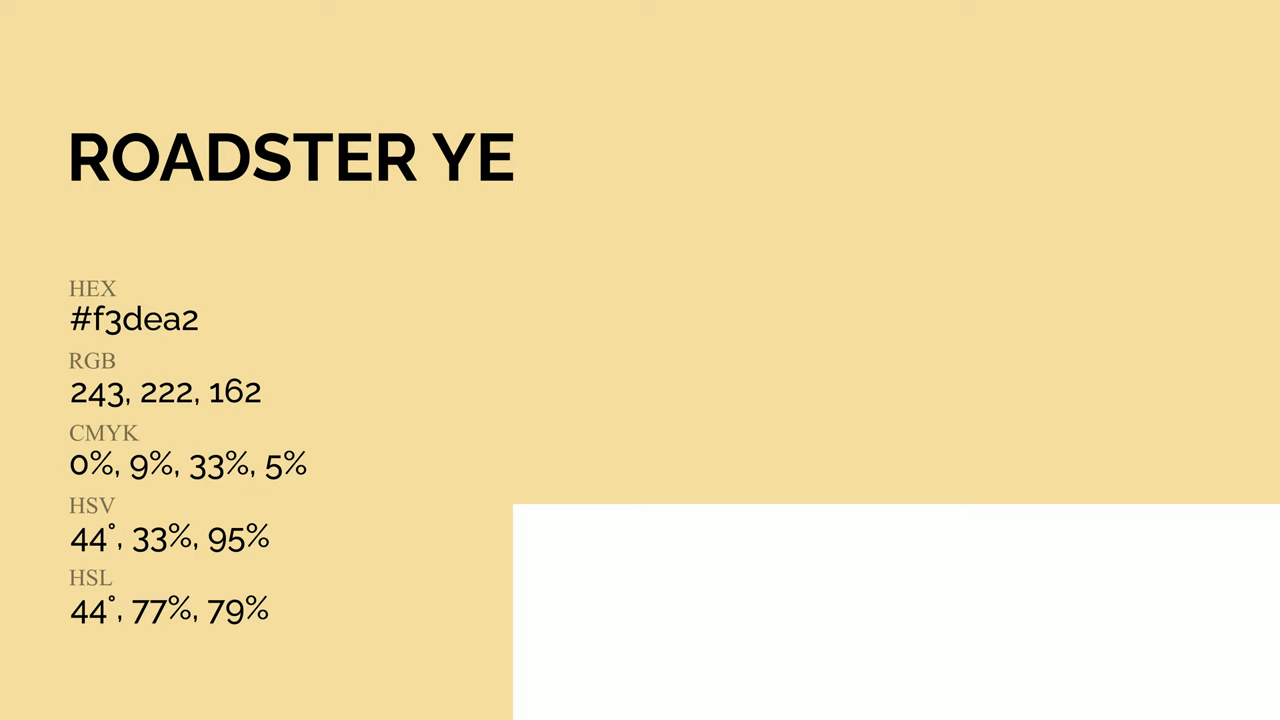 ROADSTER YE
HEX
#f3dea2
RGB
243, 222, 162
CMYK
0%, 9%, 33%, 5%
HSV
44°, 33%, 95%
HSL
44°, 77%, 79%